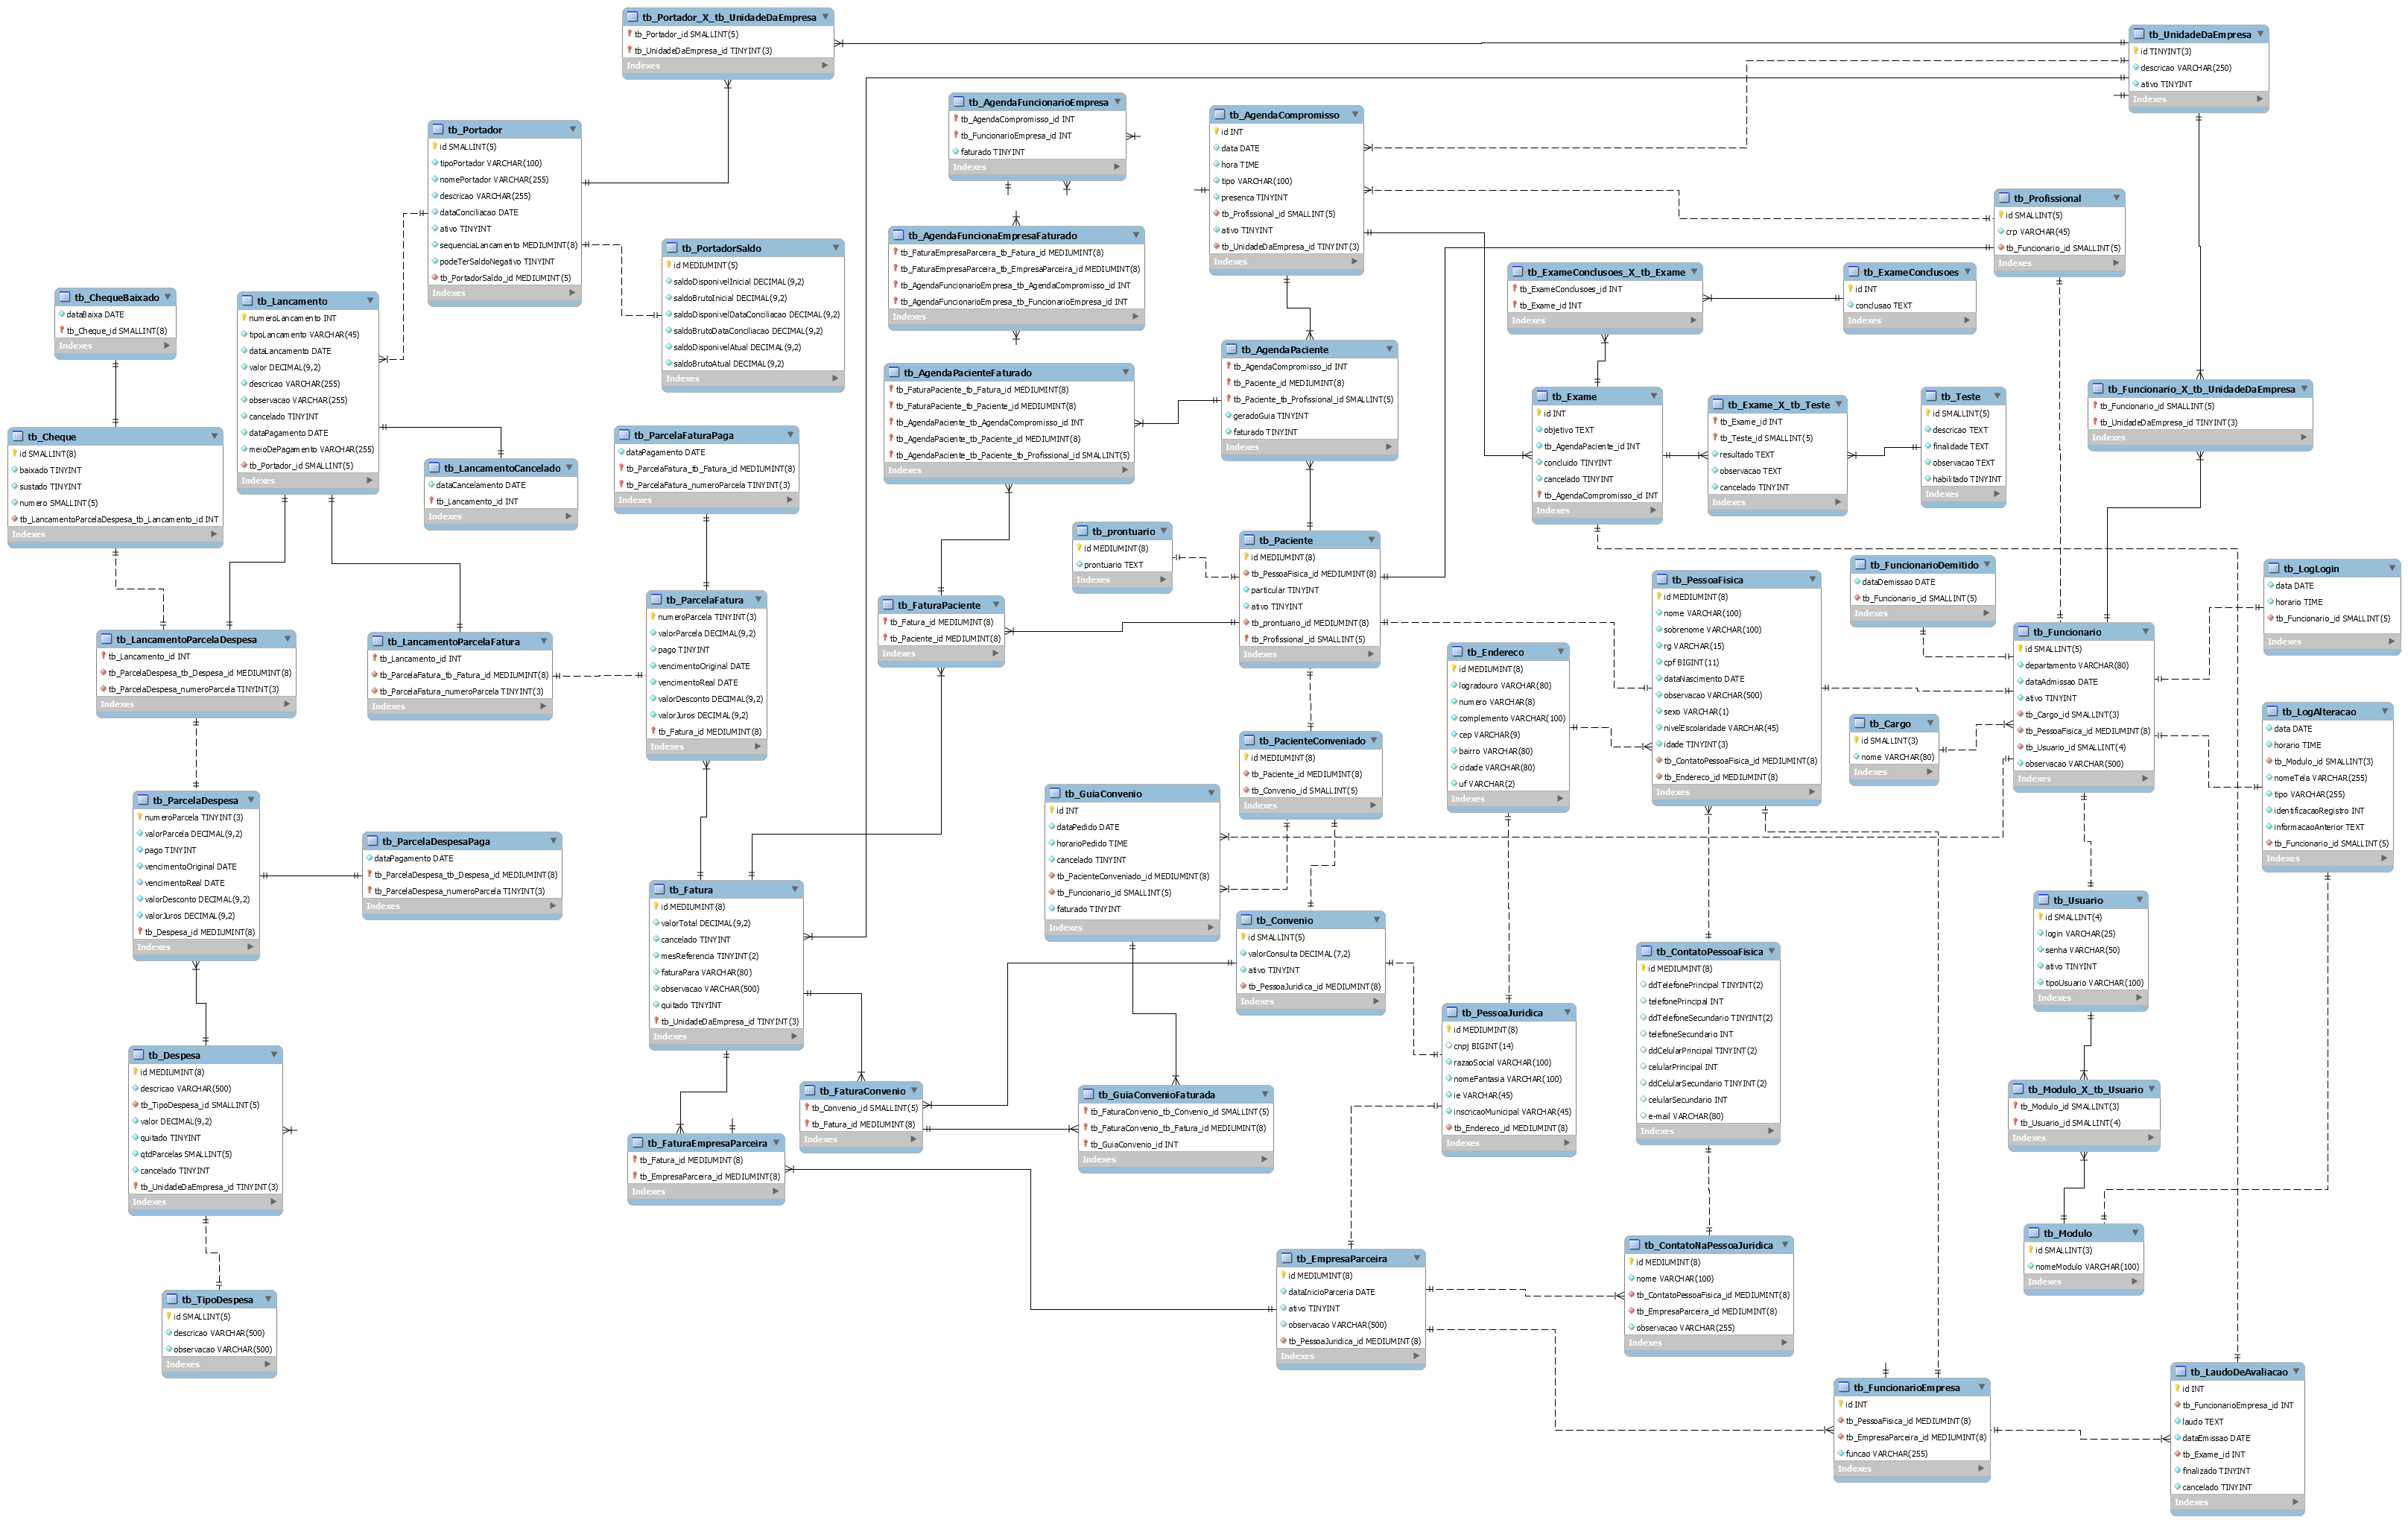 tb_Portador_X_tb_UnidadeDaEmpresa
tb_Portador_id SMALLINT(5)
tb_UnidadeDaEmpresa_id TINYINT(3)
Indexes
tb_UnidadeDaEmpresa
id TINYINT(3)
descricao VARCHAR(250)
ativo TINYINT
Indexes
tb_AgendaFuncionarioEmpresa
tb_AgendaCompromisso_id INT
tb_FuncionarioEmpresa_id INT
faturado TINYINT
Indexes
tb_AgendaCompromisso
id INT
data DATE
hora TIME
tipo VARCHAR(100)
presenca TINYINT
tb_Profissional_id SMALLINT(5)
ativo TINYINT
tb_UnidadeDaEmpresa_id TINYINT(3)
Indexes
tb_Portador
id SMALLINT(5)
tipoPortador VARCHAR(100)
nomePortador VARCHAR(255)
descricao VARCHAR(255)
dataConciliacao DATE
ativo TINYINT
sequenciaLancamento MEDIUMINT(8)
podeTerSaldoNegativo TINYINT
tb_PortadorSaldo_id MEDIUMINT(5)
Indexes
tb_Profissional
id SMALLINT(5)
crp VARCHAR(45)
tb_Funcionario_id SMALLINT(5)
Indexes
tb_AgendaFuncionaEmpresaFaturado
tb_FaturaEmpresaParceira_tb_Fatura_id MEDIUMINT(8)
tb_FaturaEmpresaParceira_tb_EmpresaParceira_id MEDIUMINT(8)
tb_AgendaFuncionarioEmpresa_tb_AgendaCompromisso_id INT
tb_AgendaFuncionarioEmpresa_tb_FuncionarioEmpresa_id INT
Indexes
tb_PortadorSaldo
id MEDIUMINT(5)
saldoDisponivelInicial DECIMAL(9,2)
saldoBrutoInicial DECIMAL(9,2)
saldoDisponivelDataConciliacao DECIMAL(9,2)
saldoBrutoDataConciliacao DECIMAL(9,2)
saldoDisponivelAtual DECIMAL(9,2)
saldoBrutoAtual DECIMAL(9,2)
Indexes
tb_ExameConclusoes_X_tb_Exame
tb_ExameConclusoes_id INT
tb_Exame_id INT
Indexes
tb_ExameConclusoes
id INT
conclusao TEXT
Indexes
tb_ChequeBaixado
dataBaixa DATE
tb_Cheque_id SMALLINT(8)
Indexes
tb_Lancamento
numeroLancamento INT
tipoLancamento VARCHAR(45)
dataLancamento DATE
valor DECIMAL(9,2)
descricao VARCHAR(255)
observacao VARCHAR(255)
cancelado TINYINT
dataPagamento DATE
meioDePagamento VARCHAR(255)
tb_Portador_id SMALLINT(5)
Indexes
tb_AgendaPaciente
tb_AgendaCompromisso_id INT
tb_Paciente_id MEDIUMINT(8)
tb_Paciente_tb_Profissional_id SMALLINT(5)
geradoGuia TINYINT
faturado TINYINT
Indexes
tb_AgendaPacienteFaturado
tb_FaturaPaciente_tb_Fatura_id MEDIUMINT(8)
tb_FaturaPaciente_tb_Paciente_id MEDIUMINT(8)
tb_AgendaPaciente_tb_AgendaCompromisso_id INT
tb_AgendaPaciente_tb_Paciente_id MEDIUMINT(8)
tb_AgendaPaciente_tb_Paciente_tb_Profissional_id SMALLINT(5)
Indexes
tb_Exame
id INT
objetivo TEXT
tb_AgendaPaciente_id INT
concluido TINYINT
cancelado TINYINT
tb_AgendaCompromisso_id INT
Indexes
tb_Exame_X_tb_Teste
tb_Exame_id INT
tb_Teste_id SMALLINT(5)
resultado TEXT
observacao TEXT
cancelado TINYINT
Indexes
tb_Teste
id SMALLINT(5)
descricao TEXT
finalidade TEXT
observacao TEXT
habilitado TINYINT
Indexes
tb_Funcionario_X_tb_UnidadeDaEmpresa
tb_Funcionario_id SMALLINT(5)
tb_UnidadeDaEmpresa_id TINYINT(3)
Indexes
tb_Cheque
id SMALLINT(8)
baixado TINYINT
sustado TINYINT
numero SMALLINT(5)
tb_LancamentoParcelaDespesa_tb_Lancamento_id INT
Indexes
tb_LancamentoCancelado
dataCancelamento DATE
tb_Lancamento_id INT
Indexes
tb_ParcelaFaturaPaga
dataPagamento DATE
tb_ParcelaFatura_tb_Fatura_id MEDIUMINT(8)
tb_ParcelaFatura_numeroParcela TINYINT(3)
Indexes
tb_prontuario
id MEDIUMINT(8)
prontuario TEXT
Indexes
tb_Paciente
id MEDIUMINT(8)
tb_PessoaFisica_id MEDIUMINT(8)
particular TINYINT
ativo TINYINT
tb_prontuario_id MEDIUMINT(8)
tb_Profissional_id SMALLINT(5)
Indexes
tb_FuncionarioDemitido
dataDemissao DATE
tb_Funcionario_id SMALLINT(5)
Indexes
tb_LogLogin
data DATE
horario TIME
tb_Funcionario_id SMALLINT(5)
Indexes
tb_PessoaFisica
id MEDIUMINT(8)
nome VARCHAR(100)
sobrenome VARCHAR(100)
rg VARCHAR(15)
cpf BIGINT(11)
dataNascimento DATE
observacao VARCHAR(500)
sexo VARCHAR(1)
nivelEscolaridade VARCHAR(45)
idade TINYINT(3)
tb_ContatoPessoaFisica_id MEDIUMINT(8)
tb_Endereco_id MEDIUMINT(8)
Indexes
tb_ParcelaFatura
numeroParcela TINYINT(3)
valorParcela DECIMAL(9,2)
pago TINYINT
vencimentoOriginal DATE
vencimentoReal DATE
valorDesconto DECIMAL(9,2)
valorJuros DECIMAL(9,2)
tb_Fatura_id MEDIUMINT(8)
Indexes
tb_FaturaPaciente
tb_Fatura_id MEDIUMINT(8)
tb_Paciente_id MEDIUMINT(8)
Indexes
tb_Funcionario
id SMALLINT(5)
departamento VARCHAR(80)
dataAdmissao DATE
ativo TINYINT
tb_Cargo_id SMALLINT(3)
tb_PessoaFisica_id MEDIUMINT(8)
tb_Usuario_id SMALLINT(4)
observacao VARCHAR(500)
Indexes
tb_LancamentoParcelaDespesa
tb_Lancamento_id INT
tb_ParcelaDespesa_tb_Despesa_id MEDIUMINT(8)
tb_ParcelaDespesa_numeroParcela TINYINT(3)
Indexes
tb_LancamentoParcelaFatura
tb_Lancamento_id INT
tb_ParcelaFatura_tb_Fatura_id MEDIUMINT(8)
tb_ParcelaFatura_numeroParcela TINYINT(3)
Indexes
tb_Endereco
id MEDIUMINT(8)
logradouro VARCHAR(80)
numero VARCHAR(8)
complemento VARCHAR(100)
cep VARCHAR(9)
bairro VARCHAR(80)
cidade VARCHAR(80)
uf VARCHAR(2)
Indexes
tb_Cargo
id SMALLINT(3)
nome VARCHAR(80)
Indexes
tb_LogAlteracao
data DATE
horario TIME
tb_Modulo_id SMALLINT(3)
nomeTela VARCHAR(255)
tipo VARCHAR(255)
identificacaoRegistro INT
informacaoAnterior TEXT
tb_Funcionario_id SMALLINT(5)
Indexes
tb_PacienteConveniado
id MEDIUMINT(8)
tb_Paciente_id MEDIUMINT(8)
tb_Convenio_id SMALLINT(5)
Indexes
tb_GuiaConvenio
id INT
dataPedido DATE
horarioPedido TIME
cancelado TINYINT
tb_PacienteConveniado_id MEDIUMINT(8)
tb_Funcionario_id SMALLINT(5)
faturado TINYINT
Indexes
tb_ParcelaDespesa
numeroParcela TINYINT(3)
valorParcela DECIMAL(9,2)
pago TINYINT
vencimentoOriginal DATE
vencimentoReal DATE
valorDesconto DECIMAL(9,2)
valorJuros DECIMAL(9,2)
tb_Despesa_id MEDIUMINT(8)
Indexes
tb_ParcelaDespesaPaga
dataPagamento DATE
tb_ParcelaDespesa_tb_Despesa_id MEDIUMINT(8)
tb_ParcelaDespesa_numeroParcela TINYINT(3)
Indexes
tb_Fatura
id MEDIUMINT(8)
valorTotal DECIMAL(9,2)
cancelado TINYINT
mesReferencia TINYINT(2)
faturaPara VARCHAR(80)
observacao VARCHAR(500)
quitado TINYINT
tb_UnidadeDaEmpresa_id TINYINT(3)
Indexes
tb_Convenio
id SMALLINT(5)
valorConsulta DECIMAL(7,2)
ativo TINYINT
tb_PessoaJuridica_id MEDIUMINT(8)
Indexes
tb_Usuario
id SMALLINT(4)
login VARCHAR(25)
senha VARCHAR(50)
ativo TINYINT
tipoUsuario VARCHAR(100)
Indexes
tb_ContatoPessoaFisica
id MEDIUMINT(8)
ddTelefonePrincipal TINYINT(2)
telefonePrincipal INT
ddTelefoneSecundario TINYINT(2)
telefoneSecundario INT
ddCelularPrincipal TINYINT(2)
celularPrincipal INT
ddCelularSecundario TINYINT(2)
celularSecundario INT
e-mail VARCHAR(80)
Indexes
tb_PessoaJuridica
id MEDIUMINT(8)
cnpj BIGINT(14)
razaoSocial VARCHAR(100)
nomeFantasia VARCHAR(100)
ie VARCHAR(45)
inscricaoMunicipal VARCHAR(45)
tb_Endereco_id MEDIUMINT(8)
Indexes
tb_Despesa
id MEDIUMINT(8)
descricao VARCHAR(500)
tb_TipoDespesa_id SMALLINT(5)
valor DECIMAL(9,2)
quitado TINYINT
qtdParcelas SMALLINT(5)
cancelado TINYINT
tb_UnidadeDaEmpresa_id TINYINT(3)
Indexes
tb_FaturaConvenio
tb_Convenio_id SMALLINT(5)
tb_Fatura_id MEDIUMINT(8)
Indexes
tb_GuiaConvenioFaturada
tb_FaturaConvenio_tb_Convenio_id SMALLINT(5)
tb_FaturaConvenio_tb_Fatura_id MEDIUMINT(8)
tb_GuiaConvenio_id INT
Indexes
tb_Modulo_X_tb_Usuario
tb_Modulo_id SMALLINT(3)
tb_Usuario_id SMALLINT(4)
Indexes
tb_FaturaEmpresaParceira
tb_Fatura_id MEDIUMINT(8)
tb_EmpresaParceira_id MEDIUMINT(8)
Indexes
tb_Modulo
id SMALLINT(3)
nomeModulo VARCHAR(100)
Indexes
tb_EmpresaParceira
id MEDIUMINT(8)
dataInicioParceria DATE
ativo TINYINT
observacao VARCHAR(500)
tb_PessoaJuridica_id MEDIUMINT(8)
Indexes
tb_ContatoNaPessoaJuridica
id MEDIUMINT(8)
nome VARCHAR(100)
tb_ContatoPessoaFisica_id MEDIUMINT(8)
tb_EmpresaParceira_id MEDIUMINT(8)
observacao VARCHAR(255)
Indexes
tb_TipoDespesa
id SMALLINT(5)
descricao VARCHAR(500)
observacao VARCHAR(500)
Indexes
tb_FuncionarioEmpresa
id INT
tb_PessoaFisica_id MEDIUMINT(8)
tb_EmpresaParceira_id MEDIUMINT(8)
funcao VARCHAR(255)
Indexes
tb_LaudoDeAvaliacao
id INT
tb_FuncionarioEmpresa_id INT
laudo TEXT
dataEmissao DATE
tb_Exame_id INT
finalizado TINYINT
cancelado TINYINT
Indexes